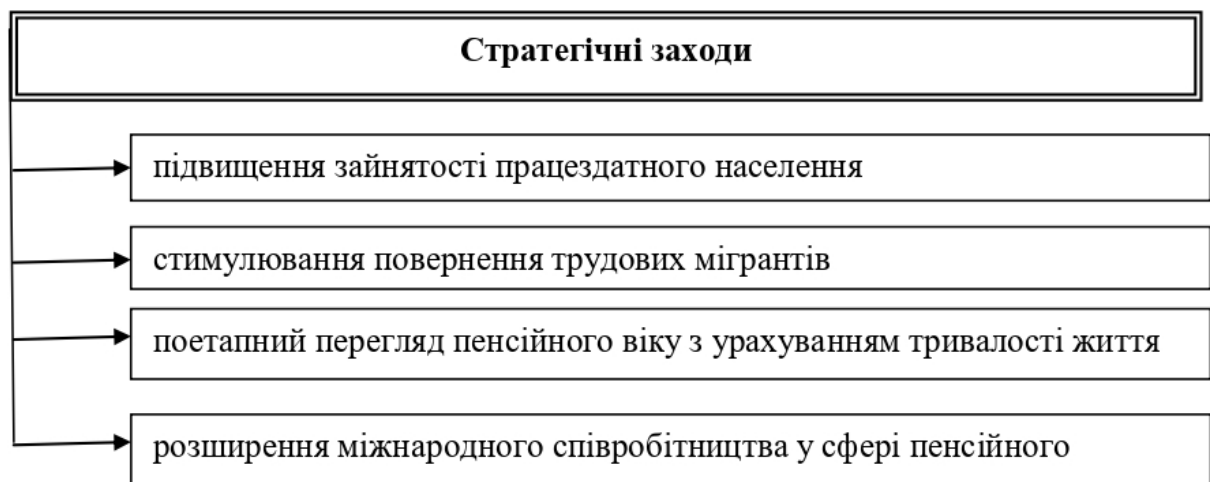 Стратегічні заходи
підвищення зайнятості працездатного населення
стимулювання повернення трудових мігрантів
поетапний перегляд пенсійного віку з урахуванням тривалості життя
розширення міжнародного співробітництва у сфері пенсійного